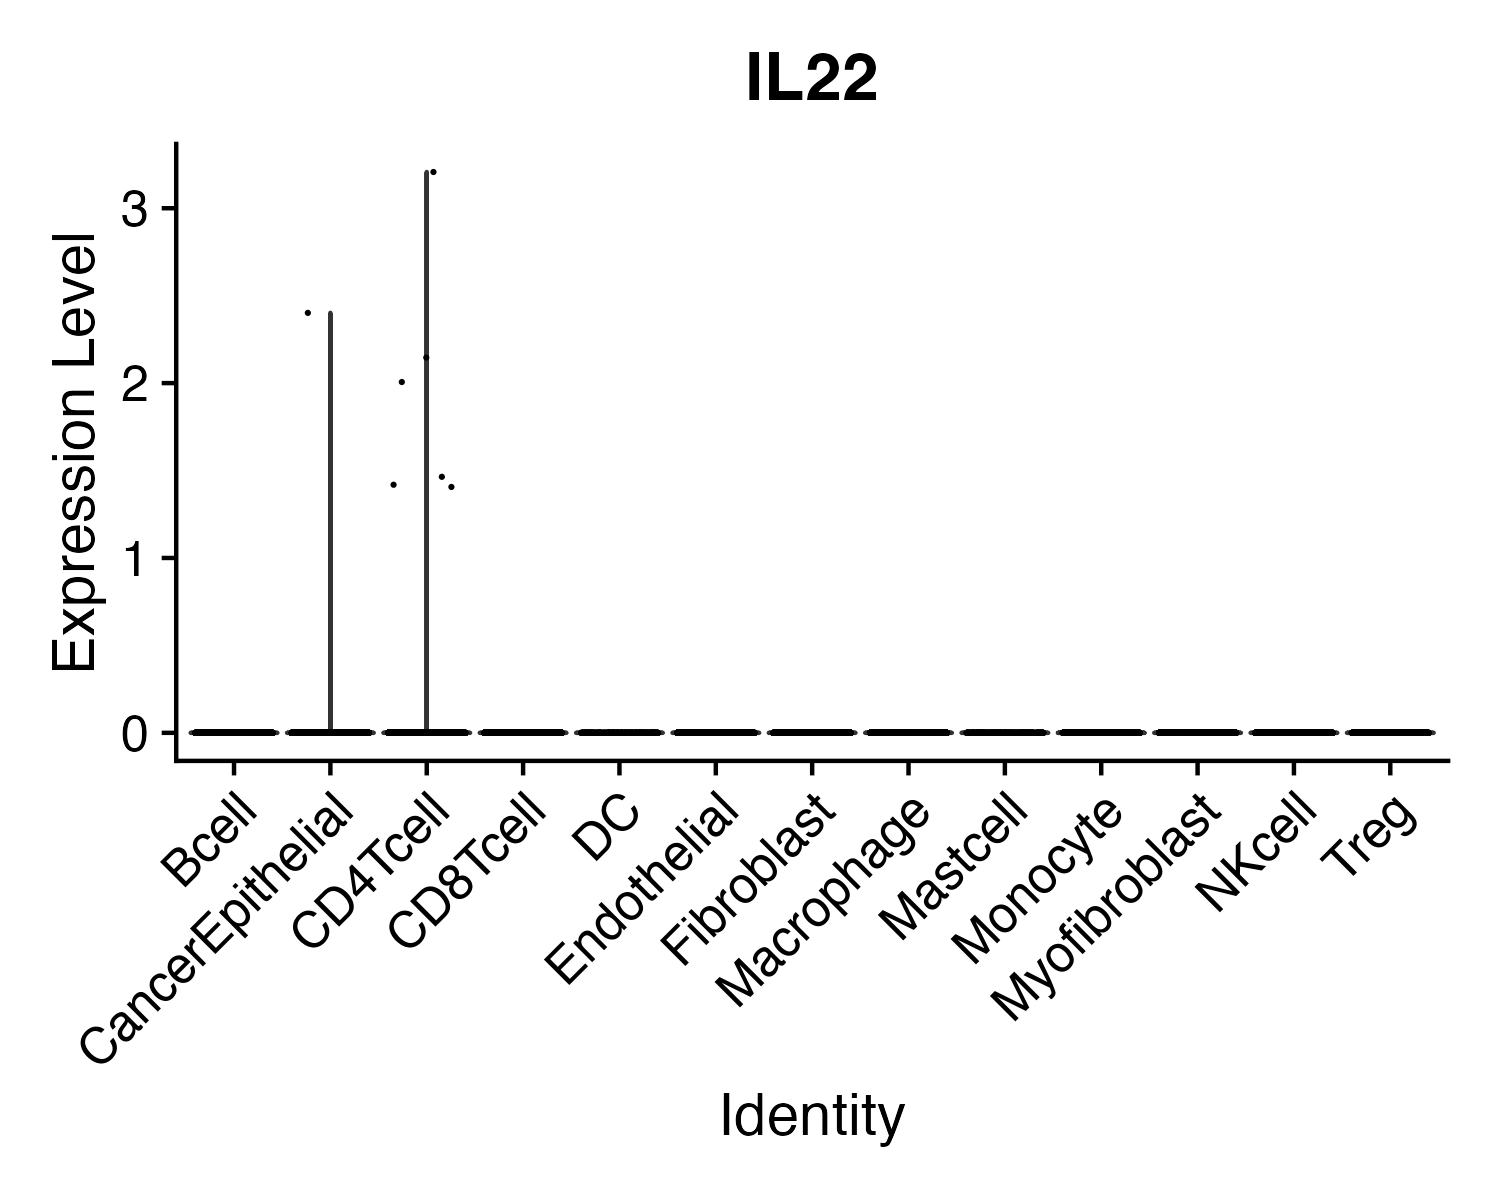 IL22
Expression Level
3
2
1
0
Bcell
CancerEpithelial
CD4Tcell
CD8Tcell
DC
Endothelial
Fibroblast
Macrophage
Mastcell
Monocyte
Myofibroblast
NKcell
Treg
Identity